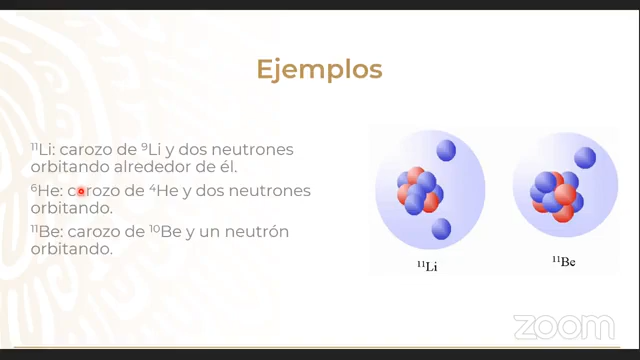 Ejemplos
¹¹Li: carozo de ⁹Li y dos neutrones
orbitando alrededor de él.
⁶He: carozo de ⁴He y dos neutrones
orbitando.
¹¹Be: carozo de ¹⁰Be y un neutrón
orbitando.
¹¹Li
¹¹Be
zoom